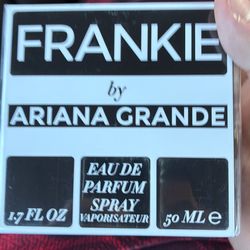 FRANKIE
by
ARIANA GRANDE
1.7 FL OZ
EAU DE
PARFUM
SPRAY
VAPORISATEUR
50 ML e